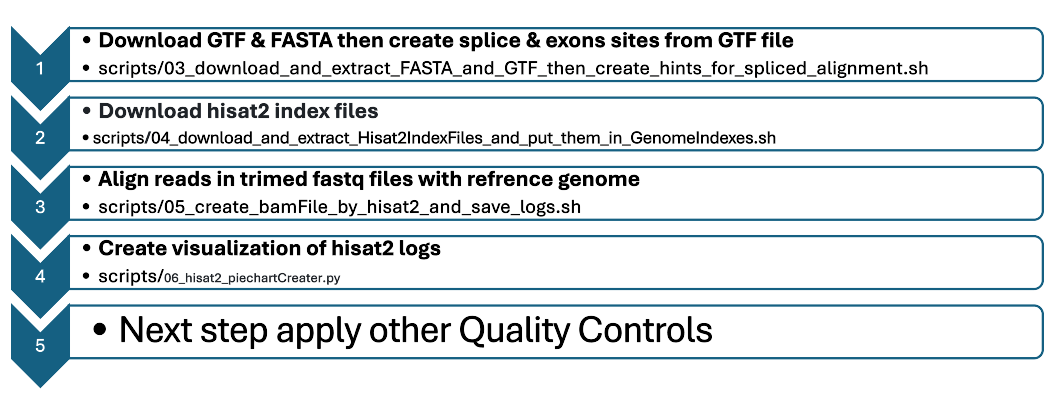 1
• Download GTF & FASTA then create splice & exons sites from GTF file
• scripts/03_download_and_extract_FASTA_and_GTF_then_create_hints_for_spliced_alignment.sh
2
• Download hisat2 index files
• scripts/04_download_and_extract_Hisat2IndexFiles_and_put_them_in_GenomeIndexes.sh
3
• Align reads in trimed fastq files with refrence genome
• scripts/05_create_bamFile_by_hisat2_and_save_logs.sh
4
• Create visualization of hisat2 logs
• scripts/06_hisat2_piechartCreater.py
5
• Next step apply other Quality Controls